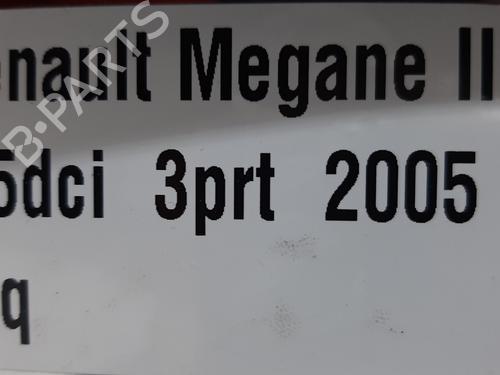 enault Megane II
5dci 3prt 2005
q
B-PARTS